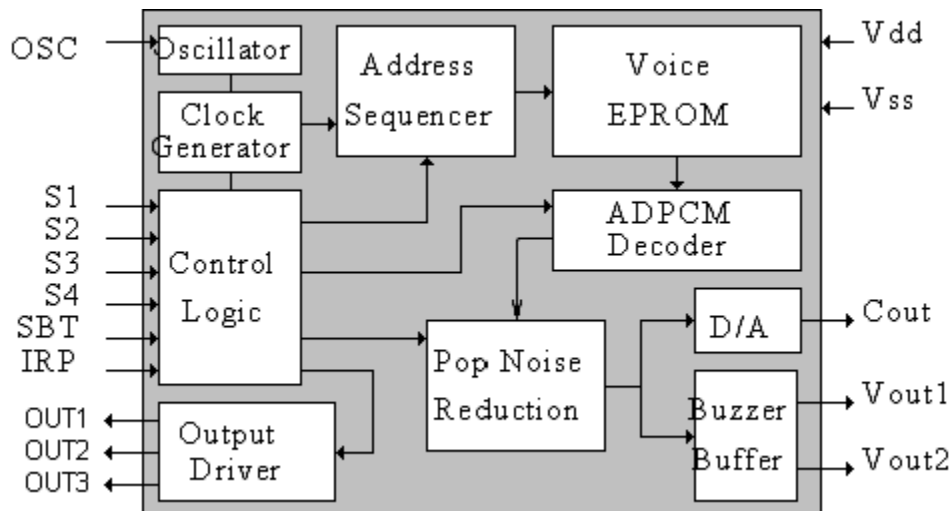 OSC
Oscillator
Clock
Generator
Address
Sequencer
Voice
EPROM
Vdd
Vss
S1
S2
S3
S4
SBT
IRP
Control
Logic
ADPCM
Decoder
Pop Noise
Reduction
D/A
Cout
Buzzer
Buffer
Vout1
Vout2
OUT1
OUT2
OUT3
Output
Driver